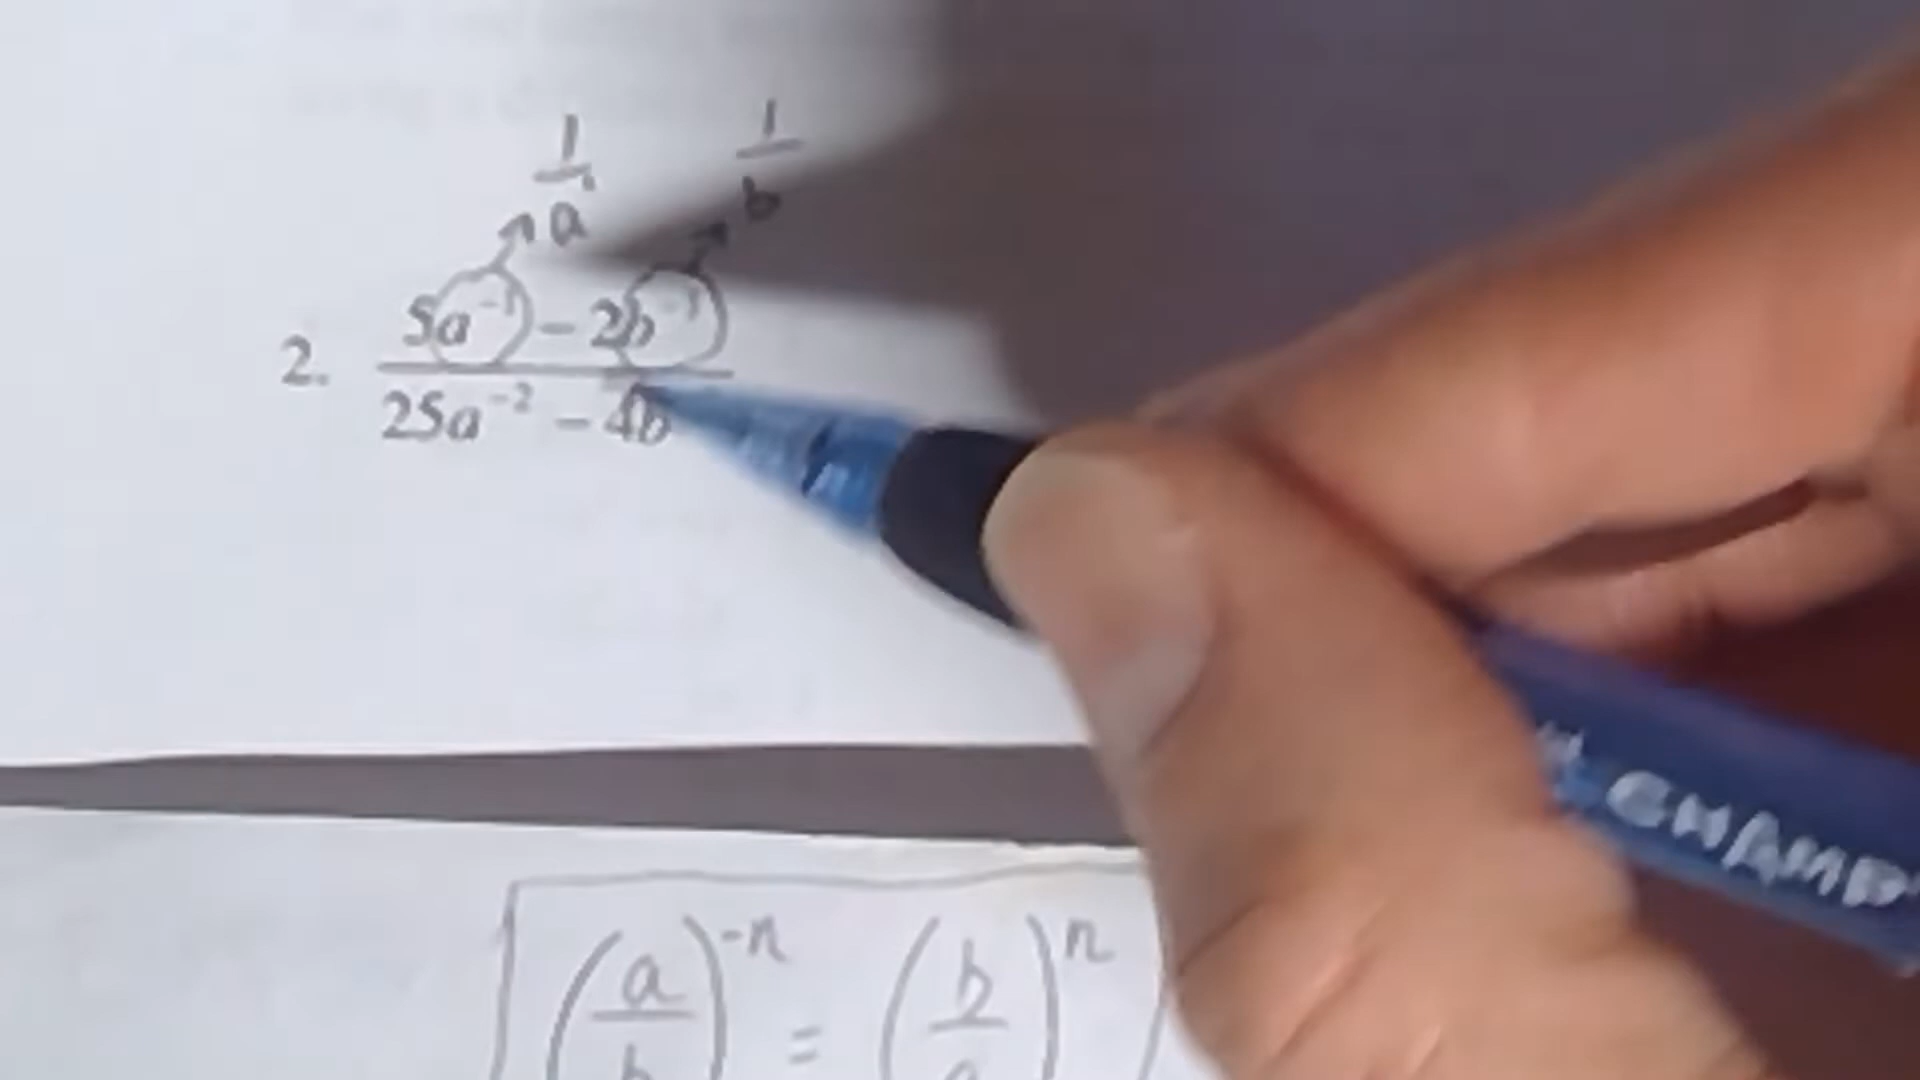 1/a 1/b
2. (5a⁻¹ – 2b⁻¹)/(25a⁻² – 4b
CHAMP
(a/b)⁻ⁿ = (b/a)ⁿ